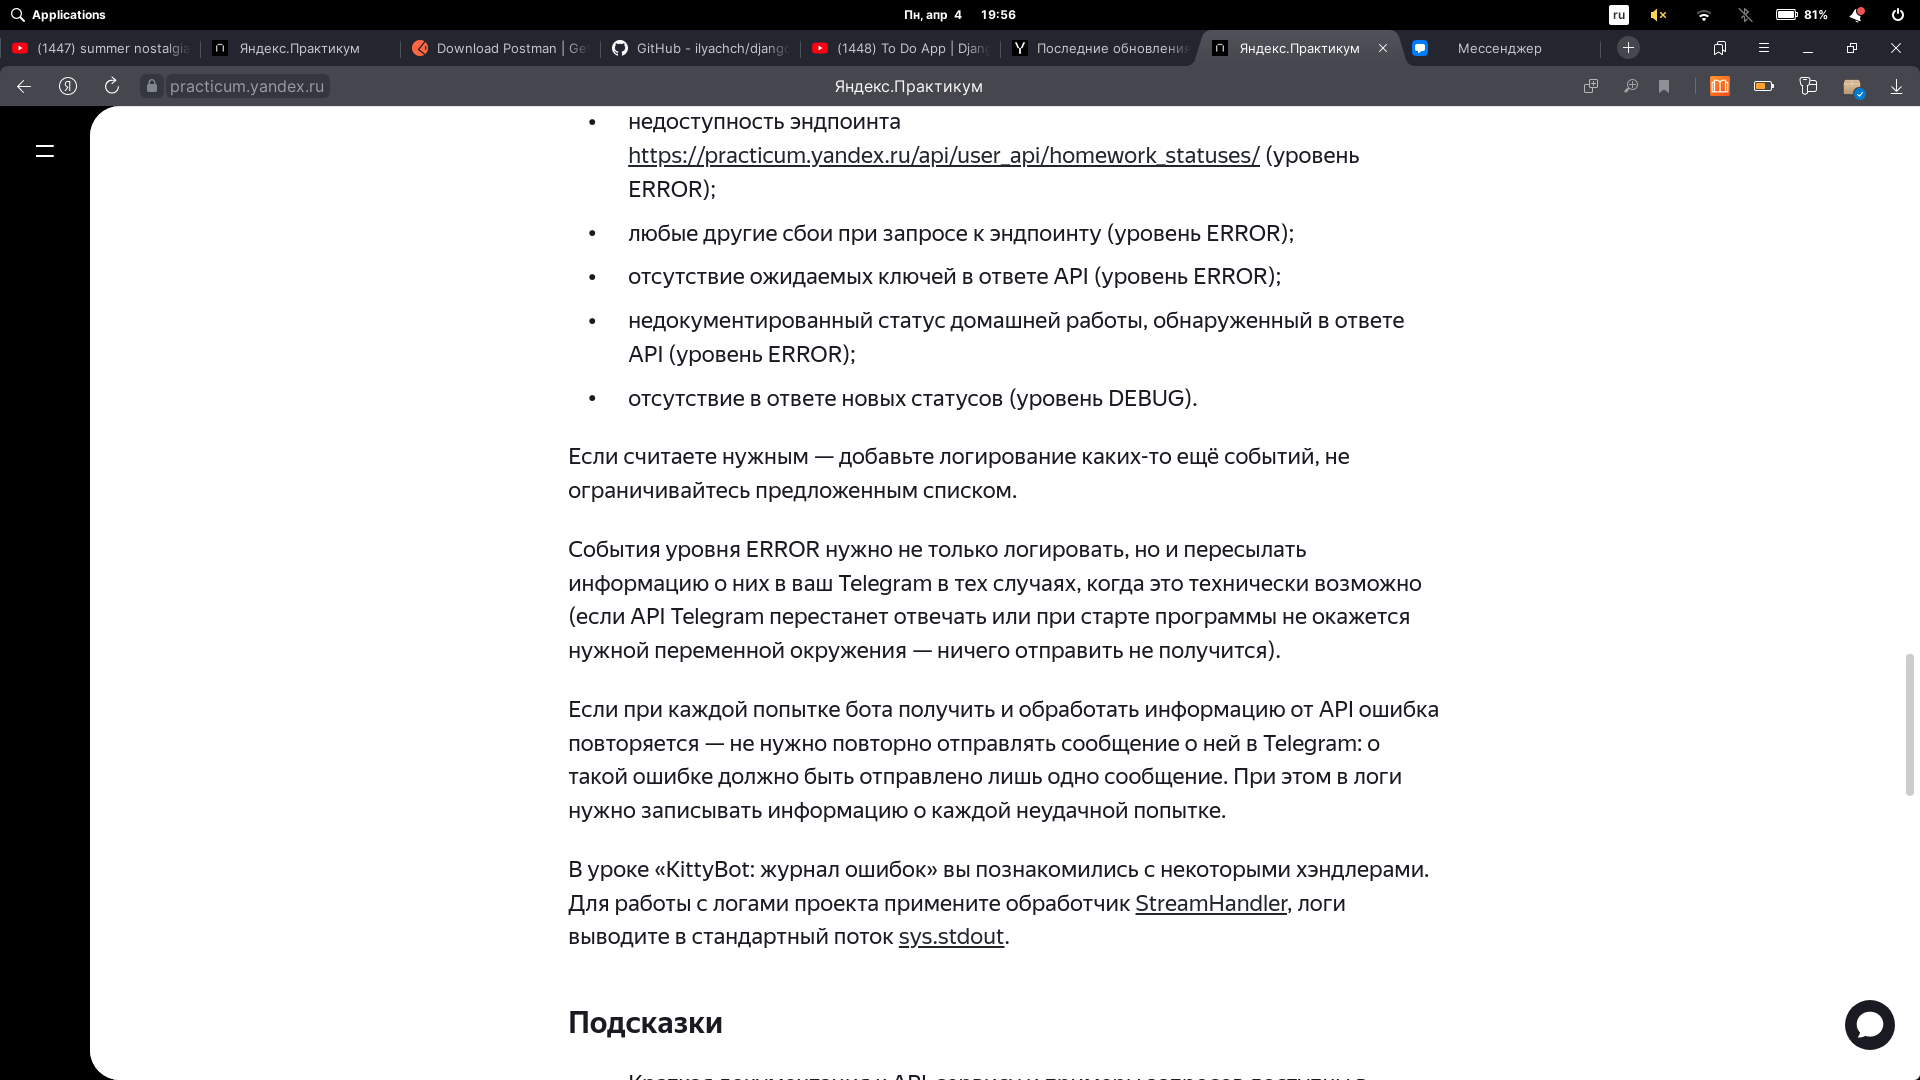 Applications
Пн, апр 4 19:56
ru
81%
(1447) summer nostalgia
Яндекс.Практикум
Download Postman | Get
GitHub - ilyachch/django
(1448) To Do App | Djang
Последние обновления
Яндекс.Практикум
Мессенджер
practicum.yandex.ru
Яндекс.Практикум
• недоступность эндпоинта
https://practicum.yandex.ru/api/user_api/homework_statuses/ (уровень
ERROR);
• любые другие сбои при запросе к эндпоинту (уровень ERROR);
• отсутствие ожидаемых ключей в ответе API (уровень ERROR);
• недокументированный статус домашней работы, обнаруженный в ответе
API (уровень ERROR);
• отсутствие в ответе новых статусов (уровень DEBUG).
Если считаете нужным — добавьте логирование каких-то ещё событий, не
ограничивайтесь предложенным списком.
События уровня ERROR нужно не только логировать, но и пересылать
информацию о них в ваш Telegram в тех случаях, когда это технически возможно
(если API Telegram перестанет отвечать или при старте программы не окажется
нужной переменной окружения — ничего отправить не получится).
Если при каждой попытке бота получить и обработать информацию от API ошибка
повторяется — не нужно повторно отправлять сообщение о ней в Telegram: о
такой ошибке должно быть отправлено лишь одно сообщение. При этом в логи
нужно записывать информацию о каждой неудачной попытке.
В уроке «KittyBot: журнал ошибок» вы познакомились с некоторыми хэндлерами.
Для работы с логами проекта примените обработчик StreamHandler, логи
выводите в стандартный поток sys.stdout.
Подсказки
Краткая документация к API-сервису и примеры запросов доступны в